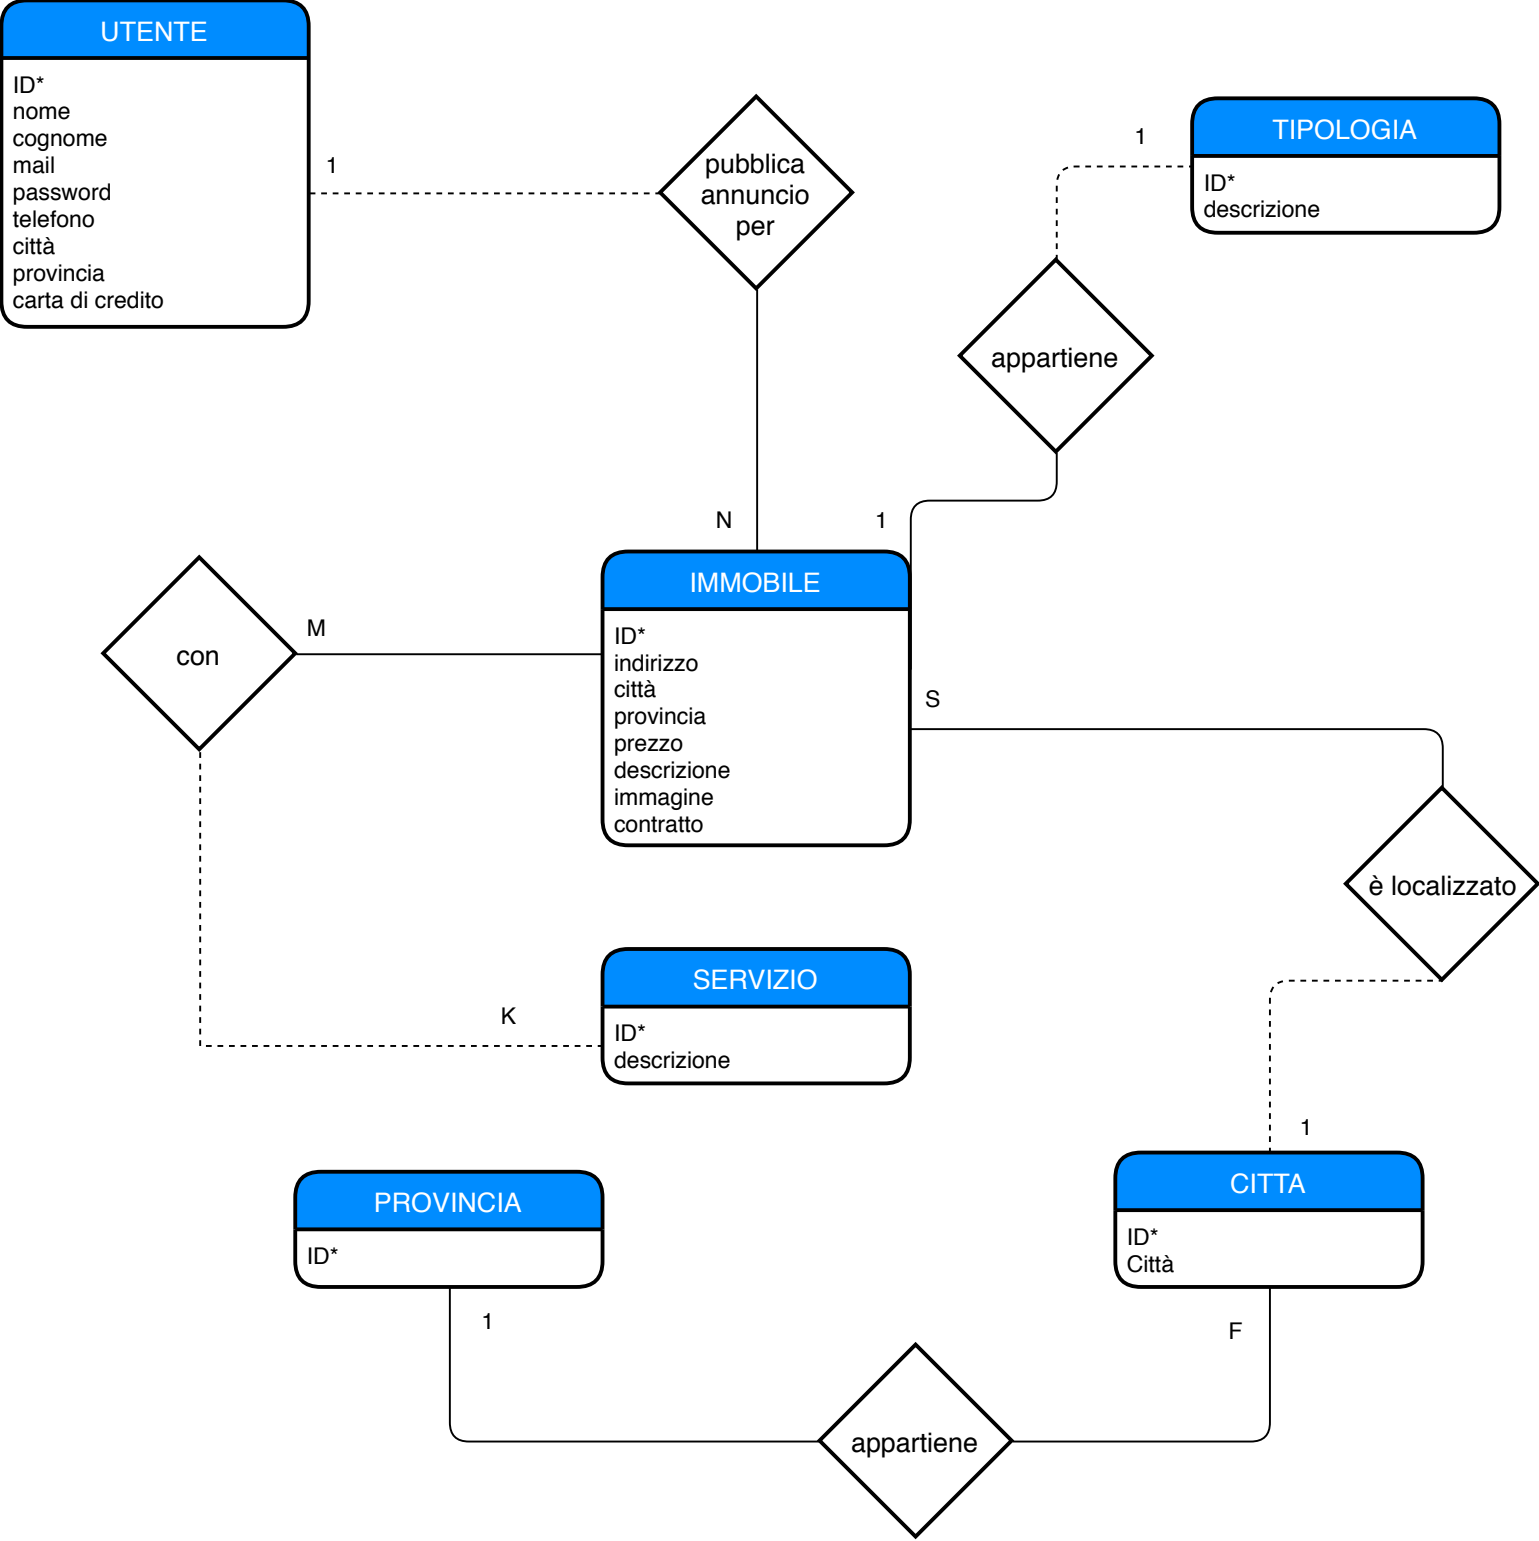 UTENTE
ID*
nome
cognome
mail
password
telefono
città
provincia
carta di credito
1
pubblica
annuncio
per
1
TIPOLOGIA
ID*
descrizione
appartiene
N
1
IMMOBILE
ID*
indirizzo
città
provincia
prezzo
descrizione
immagine
contratto
M
con
S
è localizzato
K
SERVIZIO
ID*
descrizione
1
CITTA
ID*
Città
PROVINCIA
ID*
1
F
appartiene